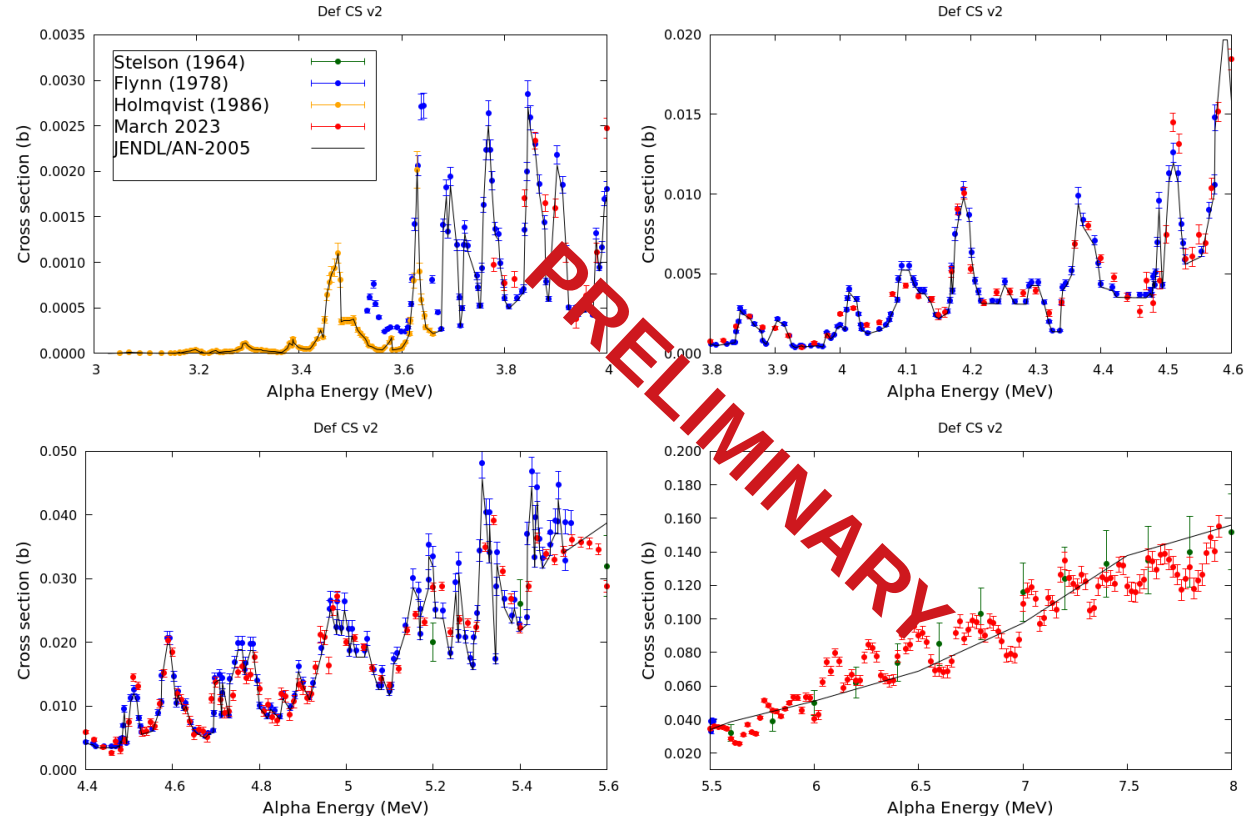 Def CS v2
Def CS v2
0.0035
0.0030
0.0025
0.0020
0.0015
0.0010
0.0005
0.0000
Cross section (b)
Stelson (1964)
Flynn (1978)
Holmqvist (1986)
March 2023
JENDL/AN-2005
3 3.2 3.4 3.6 3.8 4
Alpha Energy (MeV)
0.020
0.015
0.010
0.005
0.000
Cross section (b)
3.8 3.9 4 4.1 4.2 4.3 4.4 4.5 4.6
Alpha Energy (MeV)
PRELIMINARY
Def CS v2
Def CS v2
0.050
0.040
0.030
0.020
0.010
0.000
Cross section (b)
4.4 4.6 4.8 5 5.2 5.4 5.6
Alpha Energy (MeV)
0.200
0.180
0.160
0.140
0.120
0.100
0.080
0.060
0.040
0.020
Cross section (b)
5.5 6 6.5 7 7.5 8
Alpha Energy (MeV)